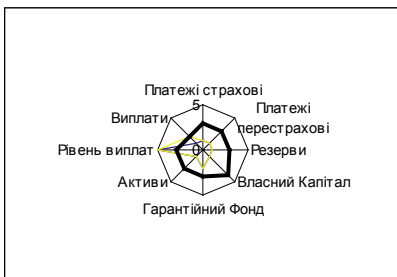 Платежі страхові
5
Платежі
перестрахові
Виплати
Рівень виплат
0
Резерви
Активи
Власний Капітал
Гарантійний Фонд